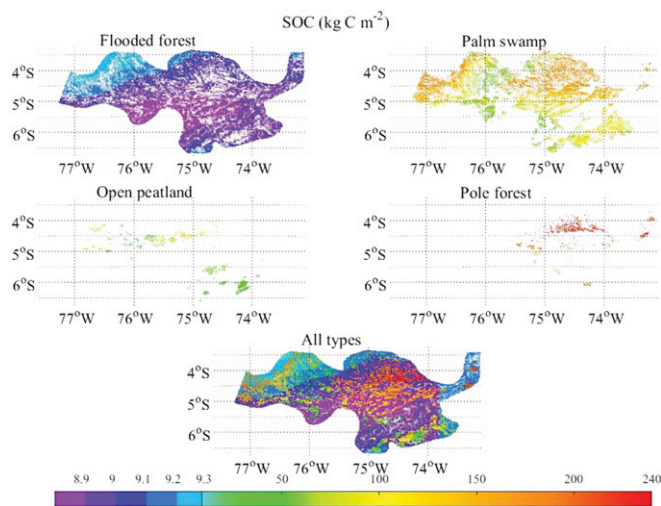 SOC (kg C m⁻²)
Flooded forest
Palm swamp
4°S
5°S
6°S
77°W 76°W 75°W 74°W
4°S
5°S
6°S
77°W 76°W 75°W 74°W
Open peatland
Pole forest
4°S
5°S
6°S
77°W 76°W 75°W 74°W
4°S
5°S
6°S
77°W 76°W 75°W 74°W
All types
4°S
5°S
6°S
77°W 76°W 75°W 74°W
8.9 9 9.1 9.2 9.3 50 100 150 200 240